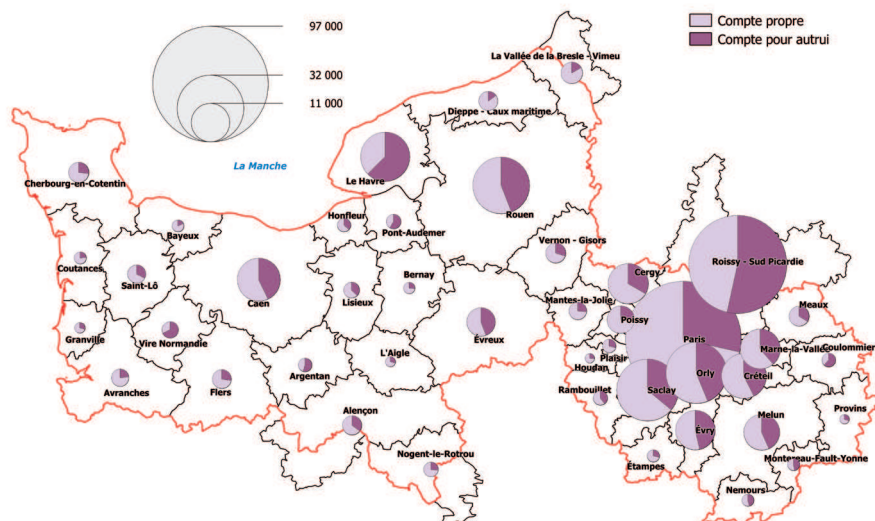 97 000
32 000
11 000
Compte propre
Compte pour autrui
La Vallée de la Bresle - Vimeu
Dieppe - Caux maritime
La Manche
Cherbourg-en-Cotentin
Le Havre
Rouen
Honfleur
Pont-Audemer
Bayeux
Vernon - Gisors
Coutances
Saint-Lô
Caen
Lisieux
Bernay
Cergy
Roissy - Sud Picardie
Mantes-la-Jolie
Meaux
Granville
Vire Normandie
Évreux
Poissy
Paris
Marne-la-Vallée
Coulommier
Plaisir
Houdan
L'Aigle
Argentan
Avranches
Flers
Rambouillet
Saclay
Orly
Créteil
Alençon
Évry
Melun
Provins
Nogent-le-Rotrou
Étampes
Montereau-Fault-Yonne
Nemours